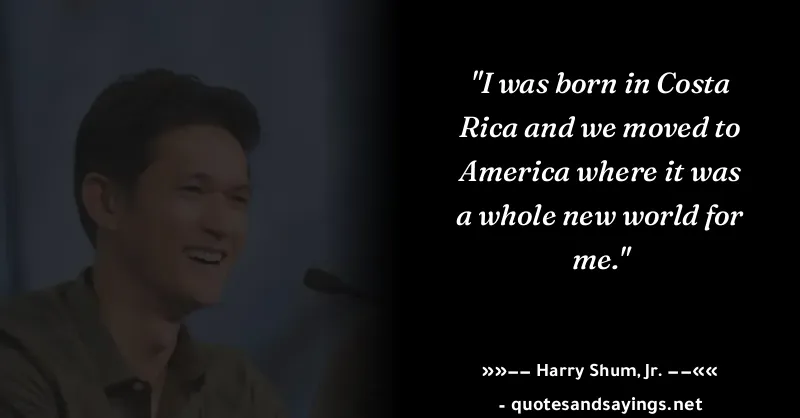 "I was born in Costa
Rica and we moved to
America where it was
a whole new world for
me."
»»−− Harry Shum, Jr. −−««
- quotesandsayings.net